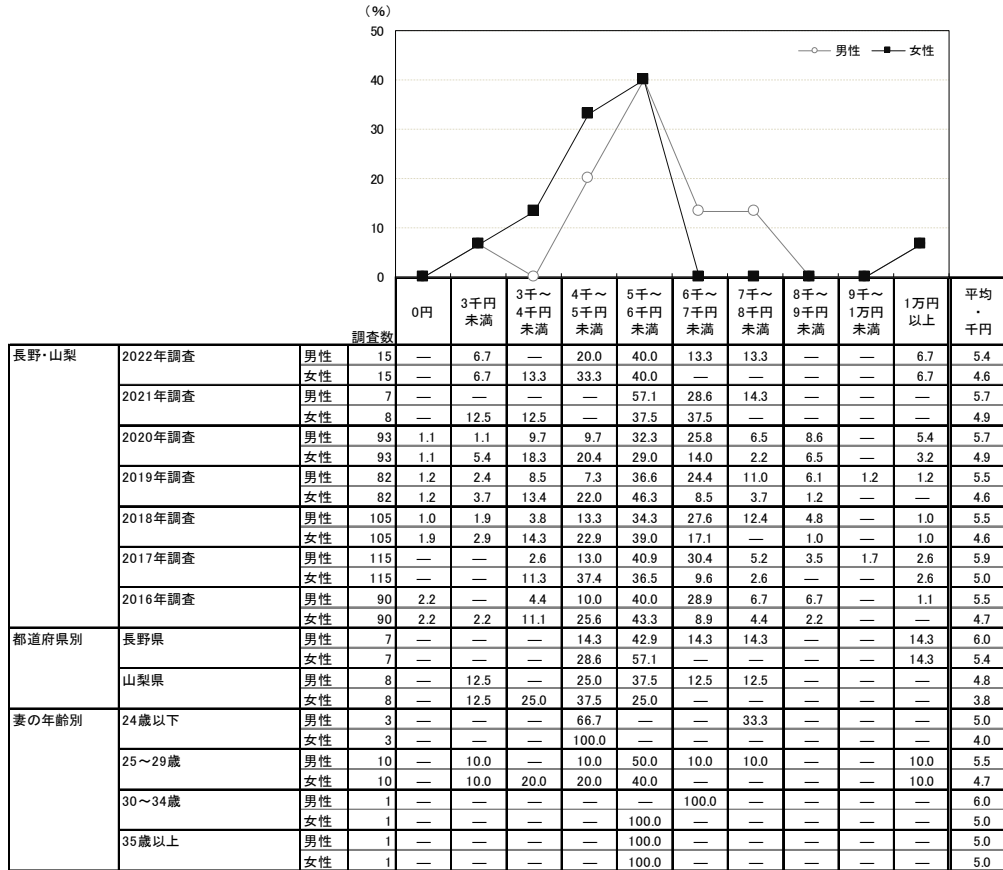 （%）
50
男性 女性
40
30
20
10
0
調査数 0円 3千円未満 3千～4千円未満 4千～5千円未満 5千～6千円未満 6千～7千円未満 7千～8千円未満 8千～9千円未満 9千～1万円未満 1万円以上 平均・千円
長野・山梨 2022年調査 男性 15 — 6.7 — 20.0 40.0 13.3 13.3 — — 6.7 5.4
女性 15 — 6.7 13.3 33.3 40.0 — — — — 6.7 4.6
2021年調査 男性 7 — — — — 57.1 28.6 14.3 — — — 5.7
女性 8 — 12.5 12.5 — 37.5 37.5 — — — — 4.9
2020年調査 男性 93 1.1 1.1 9.7 9.7 32.3 25.8 6.5 8.6 — 5.4 5.7
女性 93 1.1 5.4 18.3 20.4 29.0 14.0 2.2 6.5 — 3.2 4.9
2019年調査 男性 82 1.2 2.4 8.5 7.3 36.6 24.4 11.0 6.1 1.2 1.2 5.5
女性 82 1.2 3.7 13.4 22.0 46.3 8.5 3.7 1.2 — — 4.6
2018年調査 男性 105 1.0 1.9 3.8 13.3 34.3 27.6 12.4 4.8 — 1.0 5.5
女性 105 1.9 2.9 14.3 22.9 39.0 17.1 — 1.0 — 1.0 4.6
2017年調査 男性 115 — — 2.6 13.0 40.9 30.4 5.2 3.5 1.7 2.6 5.9
女性 115 — — 11.3 37.4 36.5 9.6 2.6 — — 2.6 5.0
2016年調査 男性 90 2.2 — 4.4 10.0 40.0 28.9 6.7 6.7 — 1.1 5.5
女性 90 2.2 2.2 11.1 25.6 43.3 8.9 4.4 2.2 — — 4.7
都道府県別 長野県 男性 7 — — — 14.3 42.9 14.3 14.3 — — 14.3 6.0
女性 7 — — — 28.6 57.1 — — — — 14.3 5.4
山梨県 男性 8 — 12.5 — 25.0 37.5 12.5 12.5 — — — 4.8
女性 8 — 12.5 25.0 37.5 25.0 — — — — — 3.8
妻の年齢別 24歳以下 男性 3 — — — 66.7 — — 33.3 — — — 5.0
女性 3 — — — 100.0 — — — — — — 4.0
25～29歳 男性 10 — 10.0 — 10.0 50.0 10.0 10.0 — — 10.0 5.5
女性 10 — 10.0 20.0 20.0 40.0 — — — — 10.0 4.7
30～34歳 男性 1 — — — — — 100.0 — — — — 6.0
女性 1 — — — — 100.0 — — — — — 5.0
35歳以上 男性 1 — — — — 100.0 — — — — — 5.0
女性 1 — — — — 100.0 — — — — — 5.0